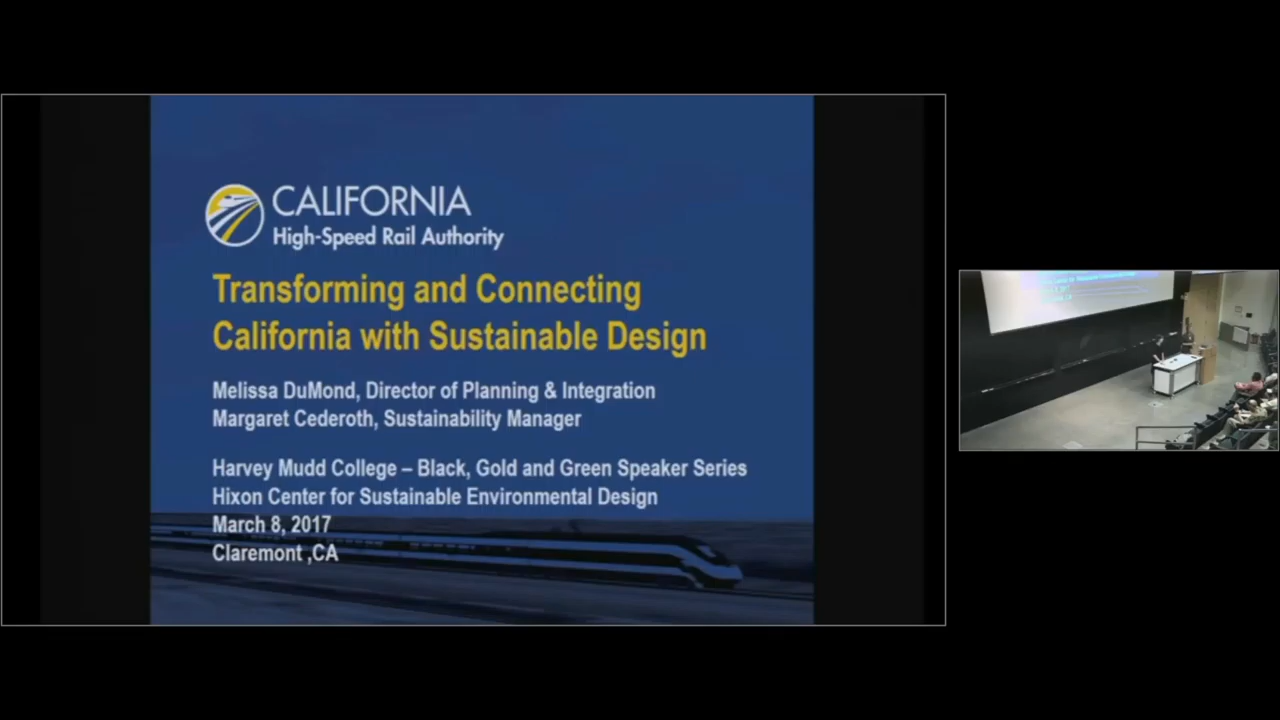 CALIFORNIA
High-Speed Rail Authority
Transforming and Connecting
California with Sustainable Design
Melissa DuMond, Director of Planning & Integration
Margaret Cederoth, Sustainability Manager
Harvey Mudd College – Black, Gold and Green Speaker Series
Hixon Center for Sustainable Environmental Design
March 8, 2017
Claremont ,CA